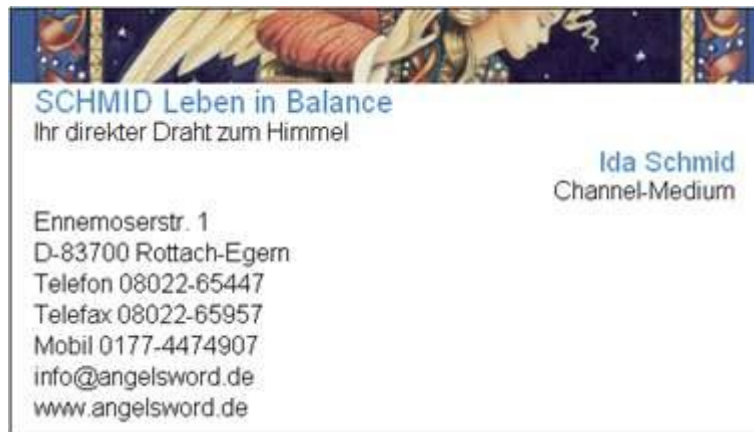 SCHMID Leben in Balance
Ihr direkter Draht zum Himmel
Ida Schmid
Channel-Medium
Ennemoserstr. 1
D-83700 Rottach-Egern
Telefon 08022-65447
Telefax 08022-65957
Mobil 0177-4474907
info@angelsword.de
www.angelsword.de